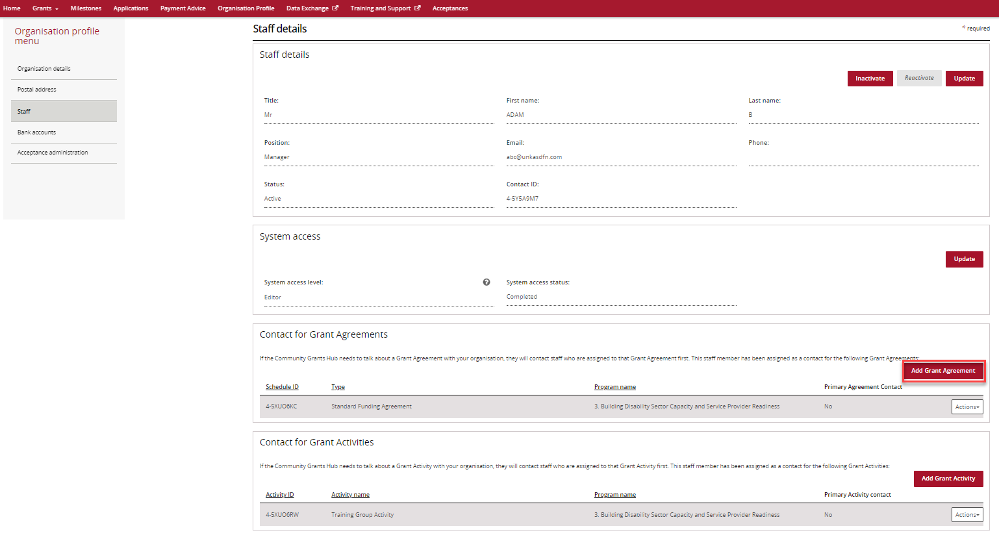 Home Grants Milestones Applications Payment Advice Organisation Profile Data Exchange Training and Support Acceptances
Organisation profile
menu
Organisation details
Postal address
Staff
Bank accounts
Acceptance administration
Staff details
* required
Staff details
Inactivate Reactivate Update
Title: First name: Last name:
Mr ADAM B
Position: Email: Phone:
Manager abc@unkasdfn.com
Status: Contact ID:
Active 4-5Y5A9M7
System access
Update
System access level: System access status:
Editor Completed
Contact for Grant Agreements
If the Community Grants Hub needs to talk about a Grant Agreement with your organisation, they will contact staff who are assigned to that Grant Agreement first. This staff member has been assigned as a contact for the following Grant Agreements:
Add Grant Agreement
Schedule ID Type Program name Primary Agreement Contact
4-5XUO6KC Standard Funding Agreement 3. Building Disability Sector Capacity and Service Provider Readiness No Actions
Contact for Grant Activities
If the Community Grants Hub needs to talk about a Grant Activity with your organisation, they will contact staff who are assigned to that Grant Activity first. This staff member has been assigned as a contact for the following Grant Activities:
Add Grant Activity
Activity ID Activity name Program name Primary Activity contact
4-5XUO6RW Training Group Activity 3. Building Disability Sector Capacity and Service Provider Readiness No Actions